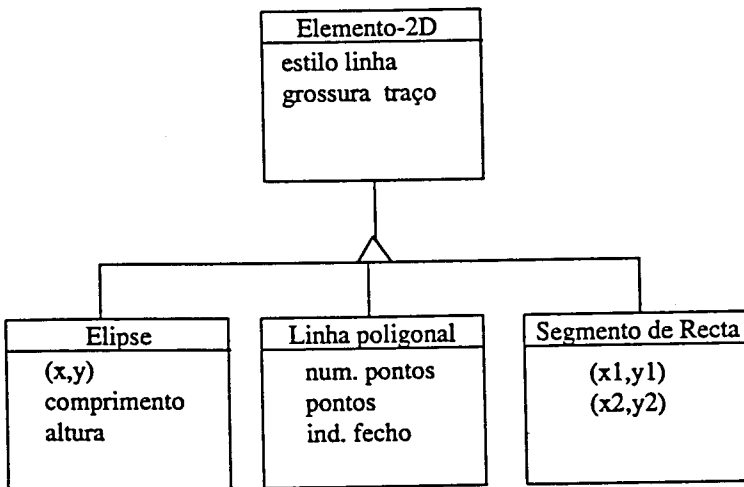 Elemento-2D
estilo linha
grossura traço
Elipse
(x,y)
comprimento
altura
Linha poligonal
num. pontos
pontos
ind. fecho
Segmento de Recta
(x1,y1)
(x2,y2)